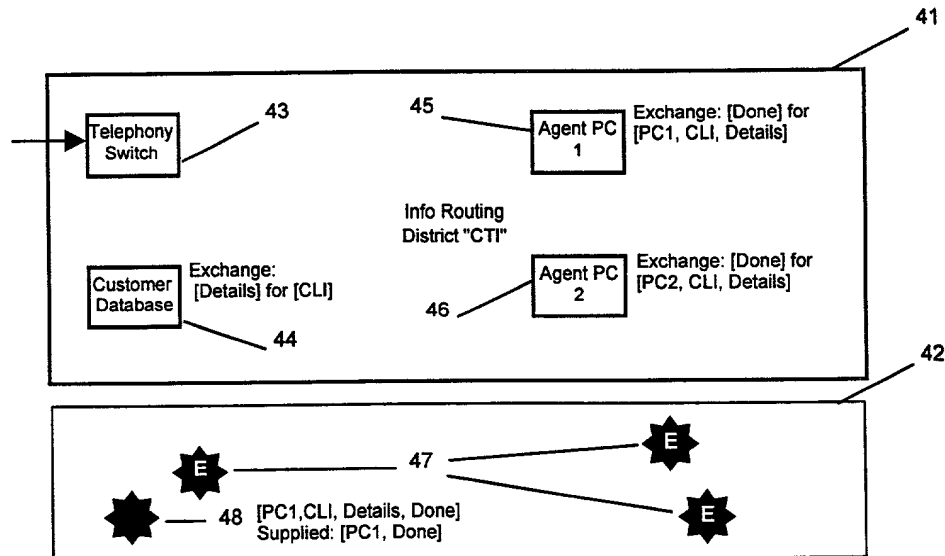 41
43
45
Telephony
Switch
Agent PC
1
Exchange: [Done] for
[PC1, CLI, Details]
Info Routing
District "CTI"
Customer
Database
Exchange:
[Details] for [CLI]
44
46
Agent PC
2
Exchange: [Done] for
[PC2, CLI, Details]
42
E
E
47
E
48
[PC1,CLI, Details, Done]
Supplied: [PC1, Done]